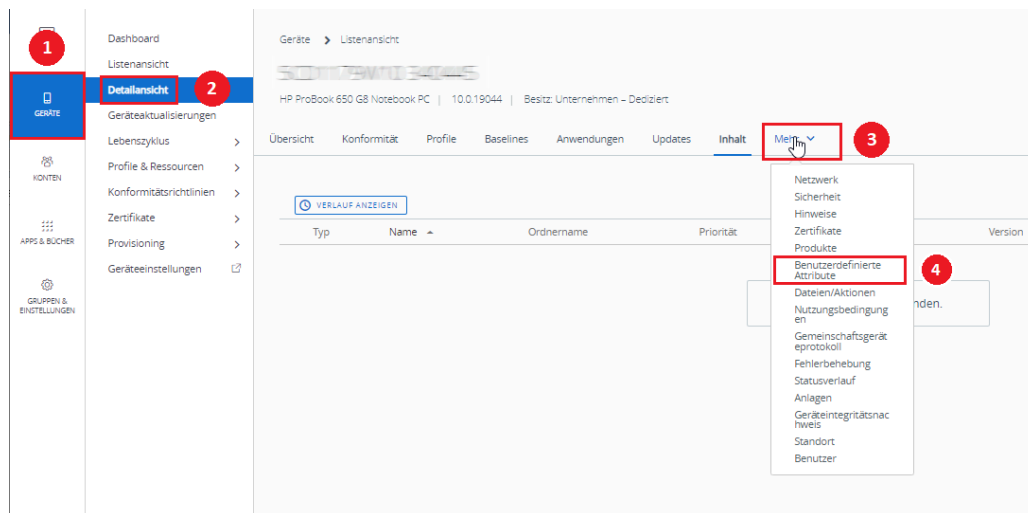 1
GERÄTE
KONTEN
APPS & BÜCHER
GRUPPEN &
EINSTELLUNGEN
Dashboard
Listenansicht
Detailansicht
2
Geräteaktualisierungen
Lebenszyklus
Profile & Ressourcen
Konformitätsrichtlinien
Zertifikate
Provisioning
Geräteeinstellungen
Geräte > Listenansicht
HP ProBook 650 G8 Notebook PC | 10.0.19044 | Besitz: Unternehmen – Dediziert
Übersicht Konformität Profile Baselines Anwendungen Updates Inhalt Mehr
3
VERLAUF ANZEIGEN
Typ Name Ordnername Priorität Version
Netzwerk
Sicherheit
Hinweise
Zertifikate
Produkte
Benutzerdefinierte
Attribute
4
Dateien/Aktionen
nden.
Nutzungsbedingung
en
Gemeinschaftsgerät
eprotokoll
Fehlerbehebung
Statusverlauf
Anlagen
Geräteintegritätsnac
hweis
Standort
Benutzer